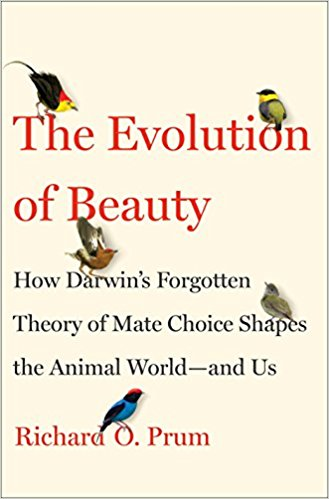 The Evolution
of Beauty
How Darwin's Forgotten
Theory of Mate Choice Shapes
the Animal World—and Us
Richard O. Prum